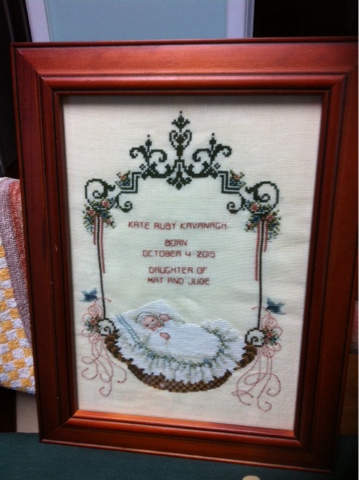 KATE RUBY KAVANAGH
BORN
OCTOBER 4 2015
DAUGHTER OF
MAT AND JUDE